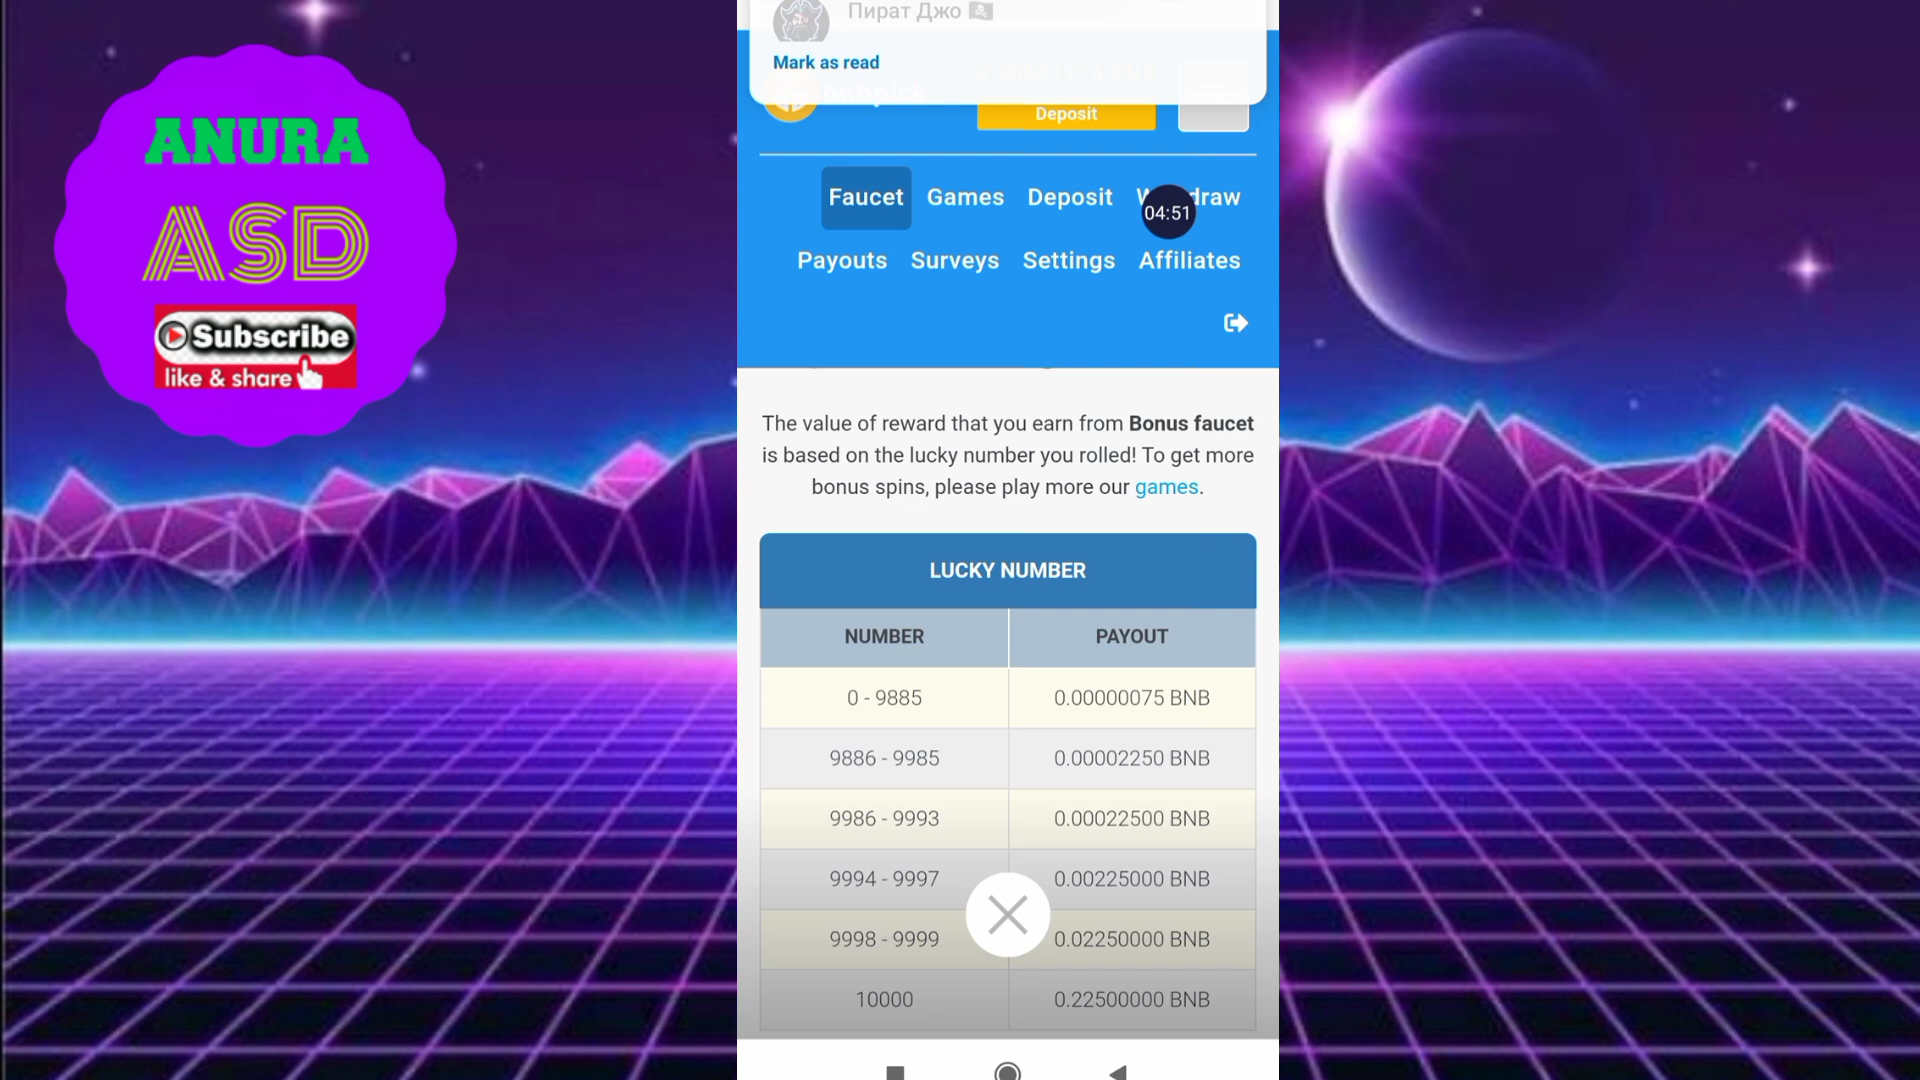 ANURA
ASD
Subscribe
like & share
Пират Джо
Mark as read
bnbpick
Deposit
Faucet
Games
Deposit
04:51
Payouts
Surveys
Settings
Affiliates
The value of reward that you earn from Bonus faucet
is based on the lucky number you rolled! To get more
bonus spins, please play more our games.
LUCKY NUMBER
NUMBER PAYOUT
0 - 9885 0.00000075 BNB
9886 - 9985 0.00002250 BNB
9986 - 9993 0.00022500 BNB
9994 - 9997 0.00225000 BNB
9998 - 9999 0.02250000 BNB
10000 0.22500000 BNB